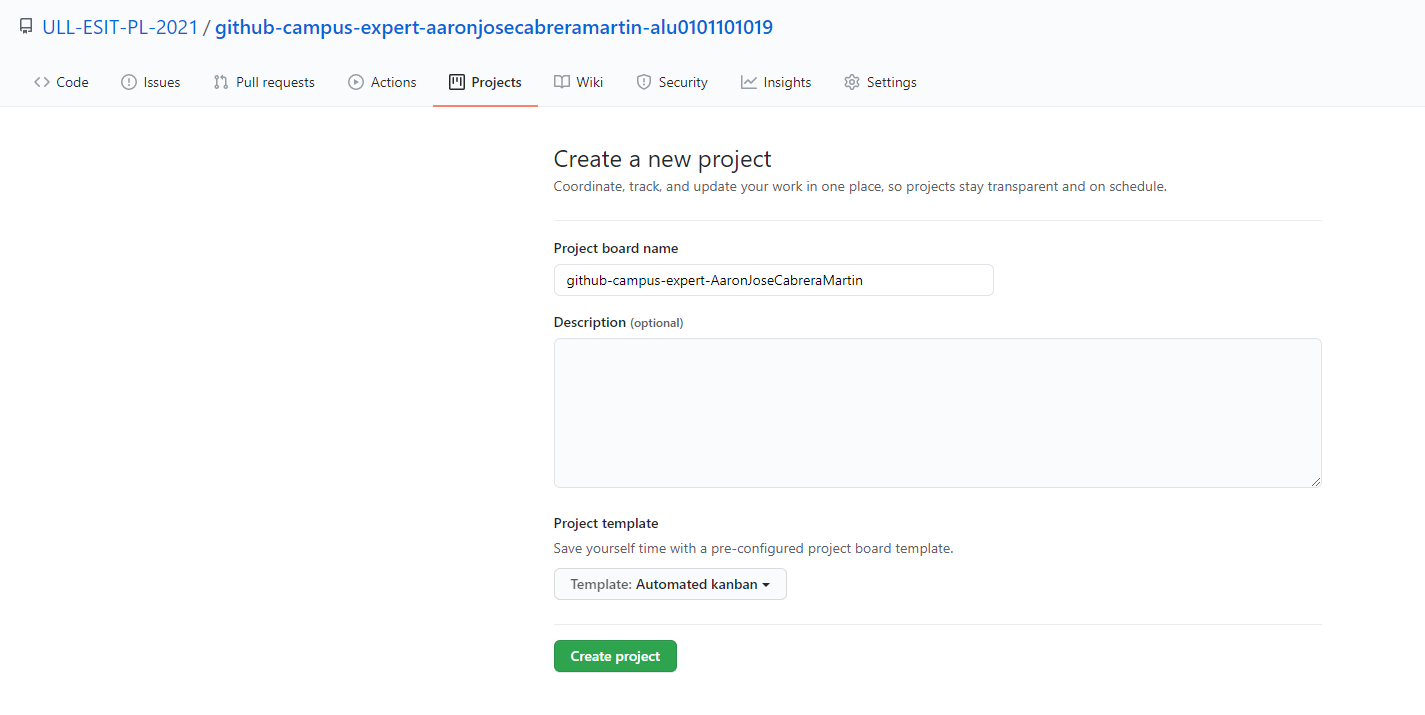 ULL-ESIT-PL-2021 / github-campus-expert-aaronjosecabreramartin-alu0101101019
Code Issues Pull requests Actions Projects Wiki Security Insights Settings
Create a new project
Coordinate, track, and update your work in one place, so projects stay transparent and on schedule.
Project board name
github-campus-expert-AaronJoseCabreraMartin
Description (optional)
Project template
Save yourself time with a pre-configured project board template.
Template: Automated kanban
Create project